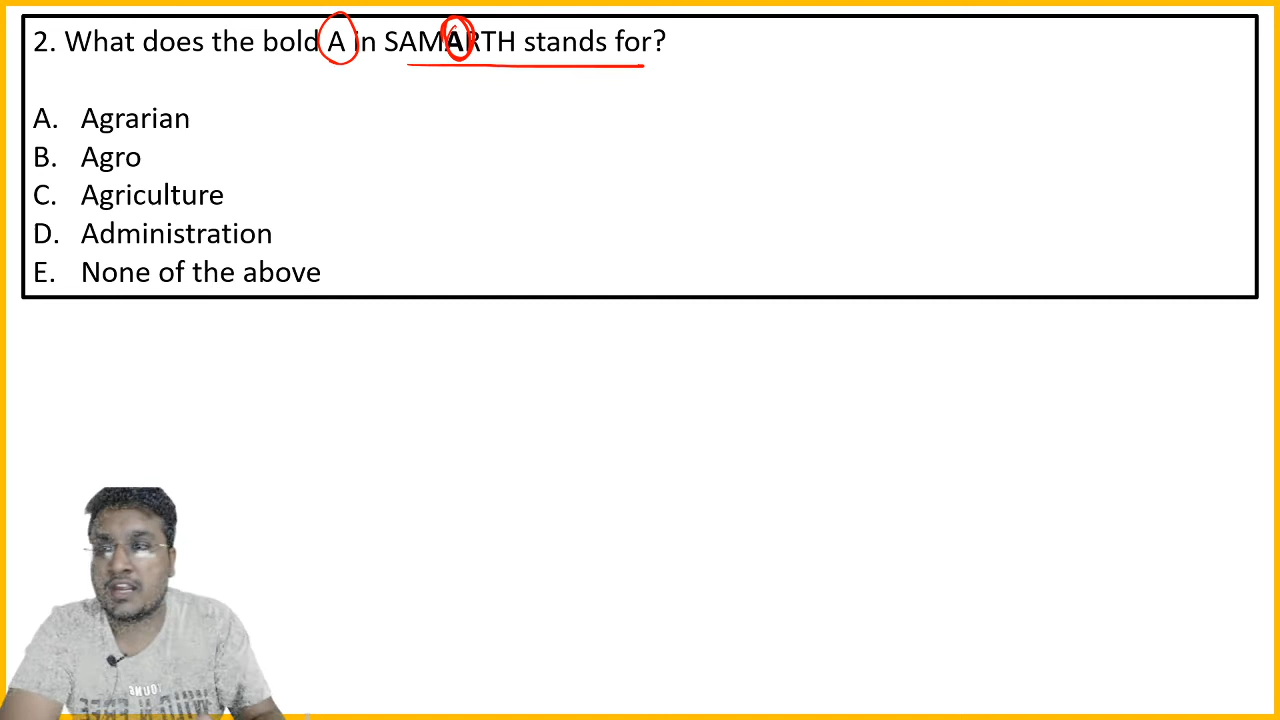 2. What does the bold A in SAMARTH stands for?
A. Agrarian
B. Agro
C. Agriculture
D. Administration
E. None of the above